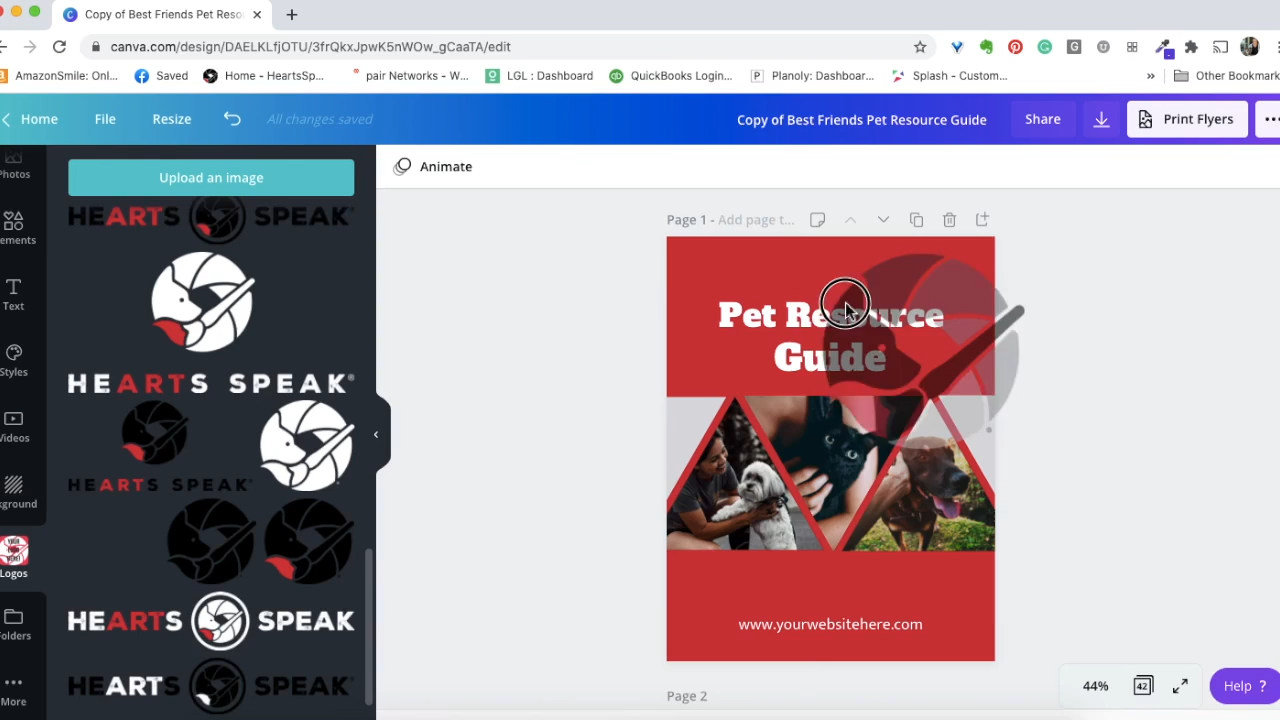 Copy of Best Friends Pet Reso
canva.com/design/DAELKLfjOTU/3frQkxJpwK5nWOw_gCaaTA/edit
AmazonSmile: Onl...
Saved
Home - HeartsSp...
pair Networks - W...
LGL : Dashboard
QuickBooks Login...
Planoly: Dashboar...
Splash - Custom...
»
Other Bookmark
Home
File
Resize
All changes saved
Copy of Best Friends Pet Resource Guide
Share
Print Flyers
Photos
ements
Text
Styles
Videos
kground
Logos
Folders
More
Upload an image
HEARTS SPEAK
HEARTS SPEAK®
HEARTS SPEAK
HEARTS SPEAK
HEARTS SPEAK
Animate
Page 1 - Add page t...
Pet Resource
Guide
www.yourwebsitehere.com
Page 2
44%
42
Help ?